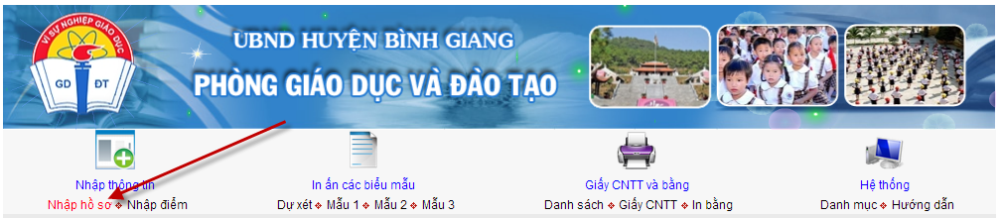 VÌ SỰ NGHIỆP GIÁO DỤC
GD ĐT
UBND HUYỆN BÌNH GIANG
PHÒNG GIÁO DỤC VÀ ĐÀO TẠO
Nhập thông tin
Nhập hồ sơ Nhập điểm
In ấn các biểu mẫu
Dự xét Mẫu 1 Mẫu 2 Mẫu 3
Giấy CNTT và bằng
Danh sách Giấy CNTT In bằng
Hệ thống
Danh mục Hướng dẫn